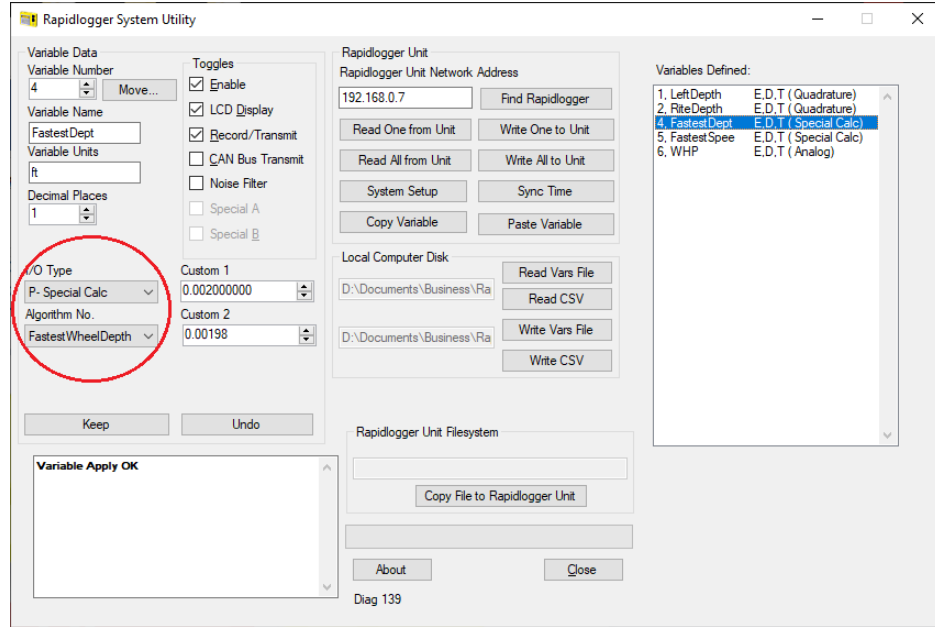 Rapidlogger System Utility
Variable Data
Variable Number
4
Move...
Variable Name
FastestDept
Variable Units
ft
Decimal Places
1
Toggles
Enable
LCD Display
Record/Transmit
CAN Bus Transmit
Noise Filter
Special A
Special B
I/O Type
P- Special Calc
Algorithm No.
FastestWheelDepth
Custom 1
0.002000000
Custom 2
0.00198
Keep
Undo
Variable Apply OK
Rapidlogger Unit
Rapidlogger Unit Network Address
192.168.0.7
Find Rapidlogger
Read One from Unit
Write One to Unit
Read All from Unit
Write All to Unit
System Setup
Sync Time
Copy Variable
Paste Variable
Local Computer Disk
D:\Documents\Business\Ra
Read Vars File
Read CSV
D:\Documents\Business\Ra
Write Vars File
Write CSV
Rapidlogger Unit Filesystem
Copy File to Rapidlogger Unit
About
Close
Diag 139
Variables Defined:
1, LeftDepth E,D,T ( Quadrature)
2, RiteDepth E,D,T ( Quadrature)
4, FastestDept E,D,T ( Special Calc)
5, FastestSpee E,D,T ( Special Calc)
6, WHP E,D,T ( Analog)